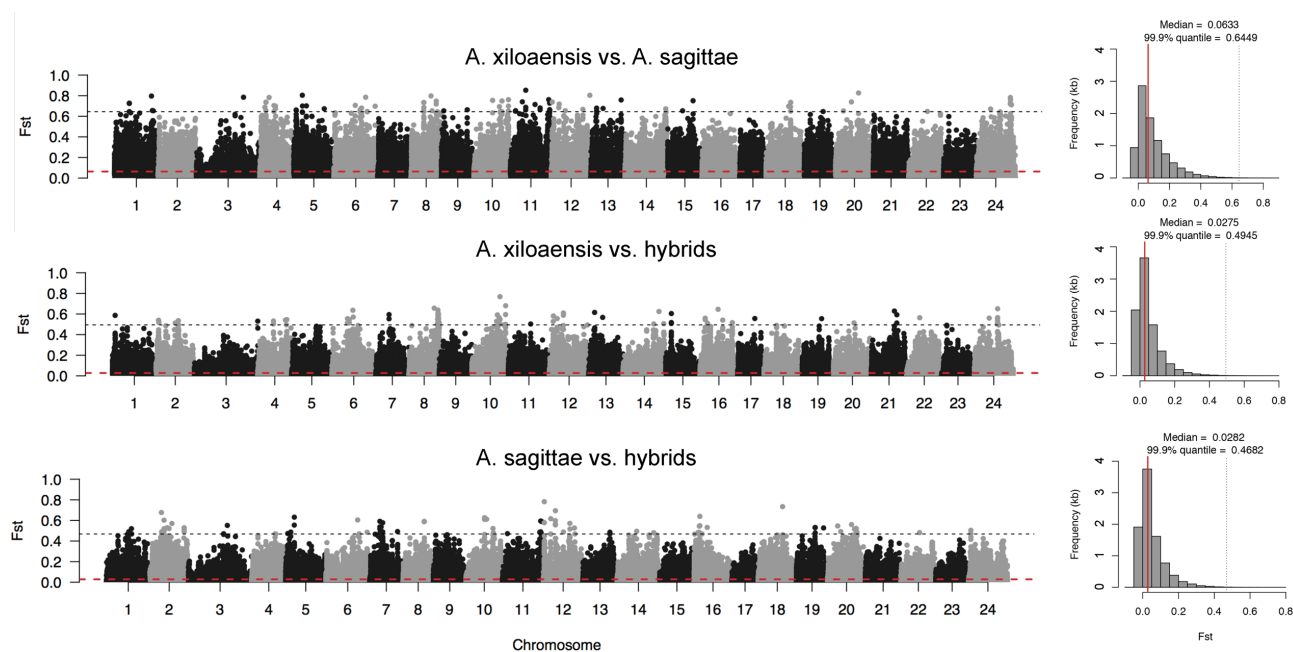 A. xiloaensis vs. A. sagittae
Fst
1.0
0.8
0.6
0.4
0.2
0.0
1 2 3 4 5 6 7 8 9 10 11 12 13 14 15 16 17 18 19 20 21 22 23 24
Median = 0.0633
99.9% quantile = 0.6449
Frequency (kb)
4
3
2
1
0
0.0 0.2 0.4 0.6 0.8
A. xiloaensis vs. hybrids
Fst
1.0
0.8
0.6
0.4
0.2
0.0
1 2 3 4 5 6 7 8 9 10 11 12 13 14 15 16 17 18 19 20 21 22 23 24
Median = 0.0275
99.9% quantile = 0.4945
Frequency (kb)
4
3
2
1
0
0.0 0.2 0.4 0.6 0.8
A. sagittae vs. hybrids
Fst
1.0
0.8
0.6
0.4
0.2
0.0
1 2 3 4 5 6 7 8 9 10 11 12 13 14 15 16 17 18 19 20 21 22 23 24
Chromosome
Median = 0.0282
99.9% quantile = 0.4682
Frequency (kb)
4
3
2
1
0
0.0 0.2 0.4 0.6 0.8
Fst